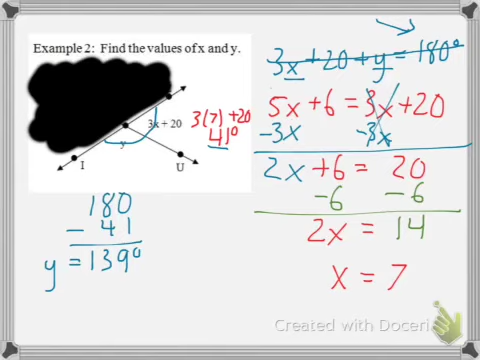 Example 2: Find the values of x and y.
3x + 20
y
I
U
3(7) +20
41°
180
- 41
y = 139°
3x + 20 + y = 180°
5x + 6 = 3x + 20
-3x -3x
2x + 6 = 20
- 6 - 6
2x = 14
x = 7
Created with Doceri